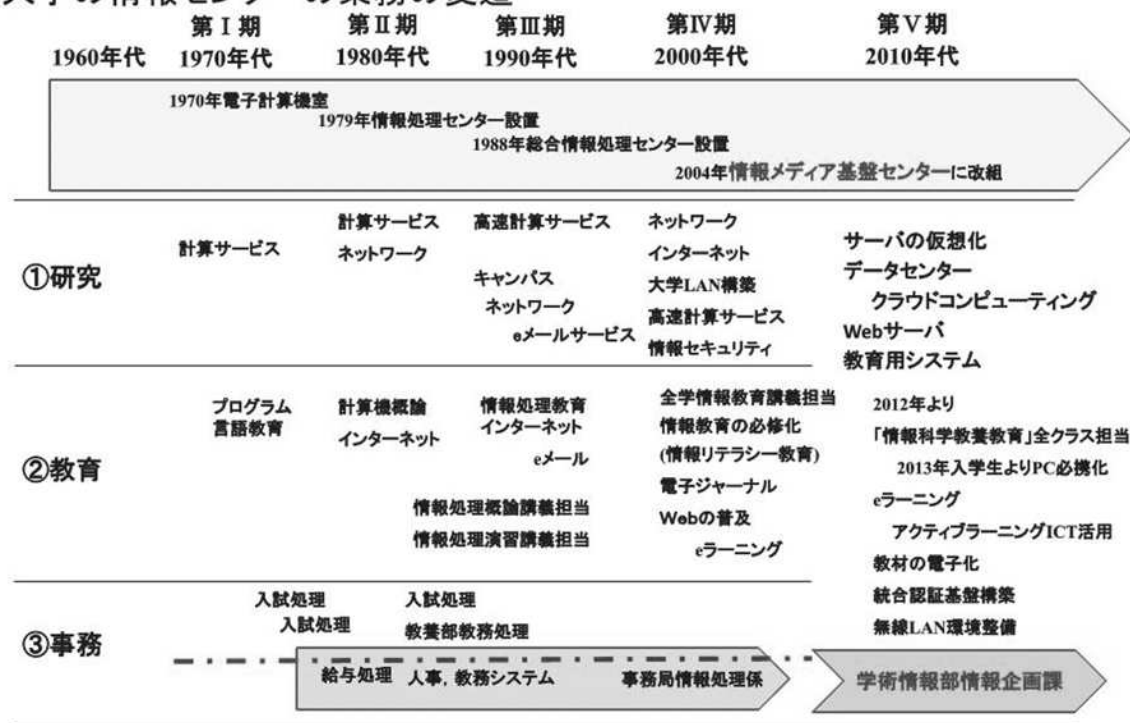 第Ⅰ期 第Ⅱ期 第Ⅲ期 第Ⅳ期 第Ⅴ期
1960年代 1970年代 1980年代 1990年代 2000年代 2010年代
1970年電子計算機室
1979年情報処理センター設置
1988年総合情報処理センター設置
2004年情報メディア基盤センターに改組
①研究
計算サービス
計算サービス
ネットワーク
高速計算サービス
キャンパス
ネットワーク
eメールサービス
ネットワーク
インターネット
大学LAN構築
高速計算サービス
情報セキュリティ
サーバの仮想化
データセンター
クラウドコンピューティング
Webサーバ
教育用システム
②教育
プログラム
言語教育
計算機概論
インターネット
情報処理教育
インターネット
eメール
情報処理概論講義担当
情報処理演習講義担当
全学情報教育講義担当
情報教育の必修化
(情報リテラシー教育)
電子ジャーナル
Webの普及
eラーニング
2012年より
「情報科学教養教育」全クラス担当
2013年入学生よりPC必携化
eラーニング
アクティブラーニングICT活用
教材の電子化
統合認証基盤構築
無線LAN環境整備
③事務
入試処理
入試処理
入試処理
教養部教務処理
給与処理 人事，教務システム 事務局情報処理係
学術情報部情報企画課